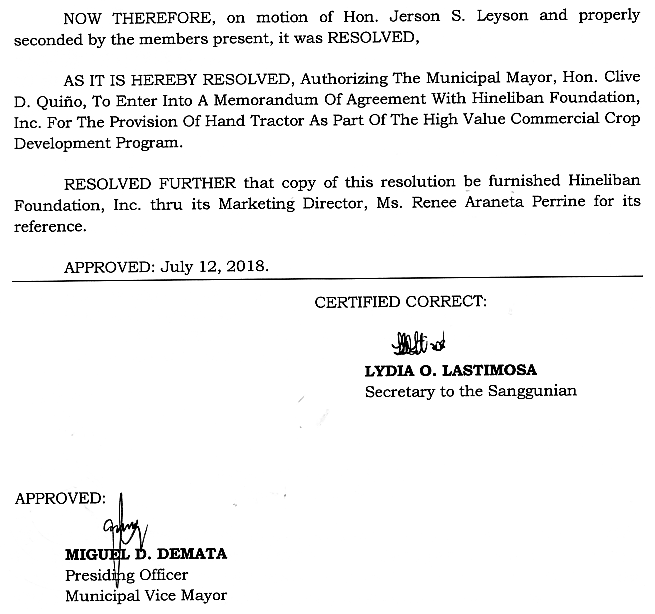 NOW THEREFORE, on motion of Hon. Jerson S. Leyson and properly
seconded by the members present, it was RESOLVED,
AS IT IS HEREBY RESOLVED, Authorizing The Municipal Mayor, Hon. Clive
D. Quiño, To Enter Into A Memorandum Of Agreement With Hineliban Foundation,
Inc. For The Provision Of Hand Tractor As Part Of The High Value Commercial Crop
Development Program.
RESOLVED FURTHER that copy of this resolution be furnished Hineliban
Foundation, Inc. thru its Marketing Director, Ms. Renee Araneta Perrine for its
reference.
APPROVED: July 12, 2018.
CERTIFIED CORRECT:
LYDIA O. LASTIMOSA
Secretary to the Sanggunian
APPROVED:
MIGUEL D. DEMATA
Presiding Officer
Municipal Vice Mayor